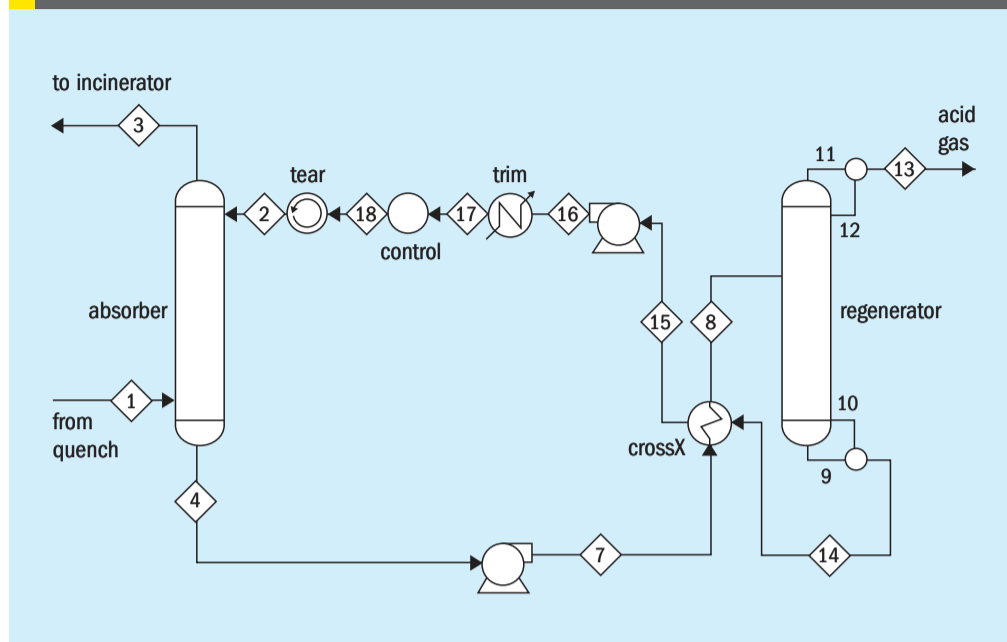 to incinerator
3
acid
gas
11
13
tear
trim
2
18
17
16
12
control
absorber
15
8
regenerator
1
10
from
quench
crossX
9
4
7
14